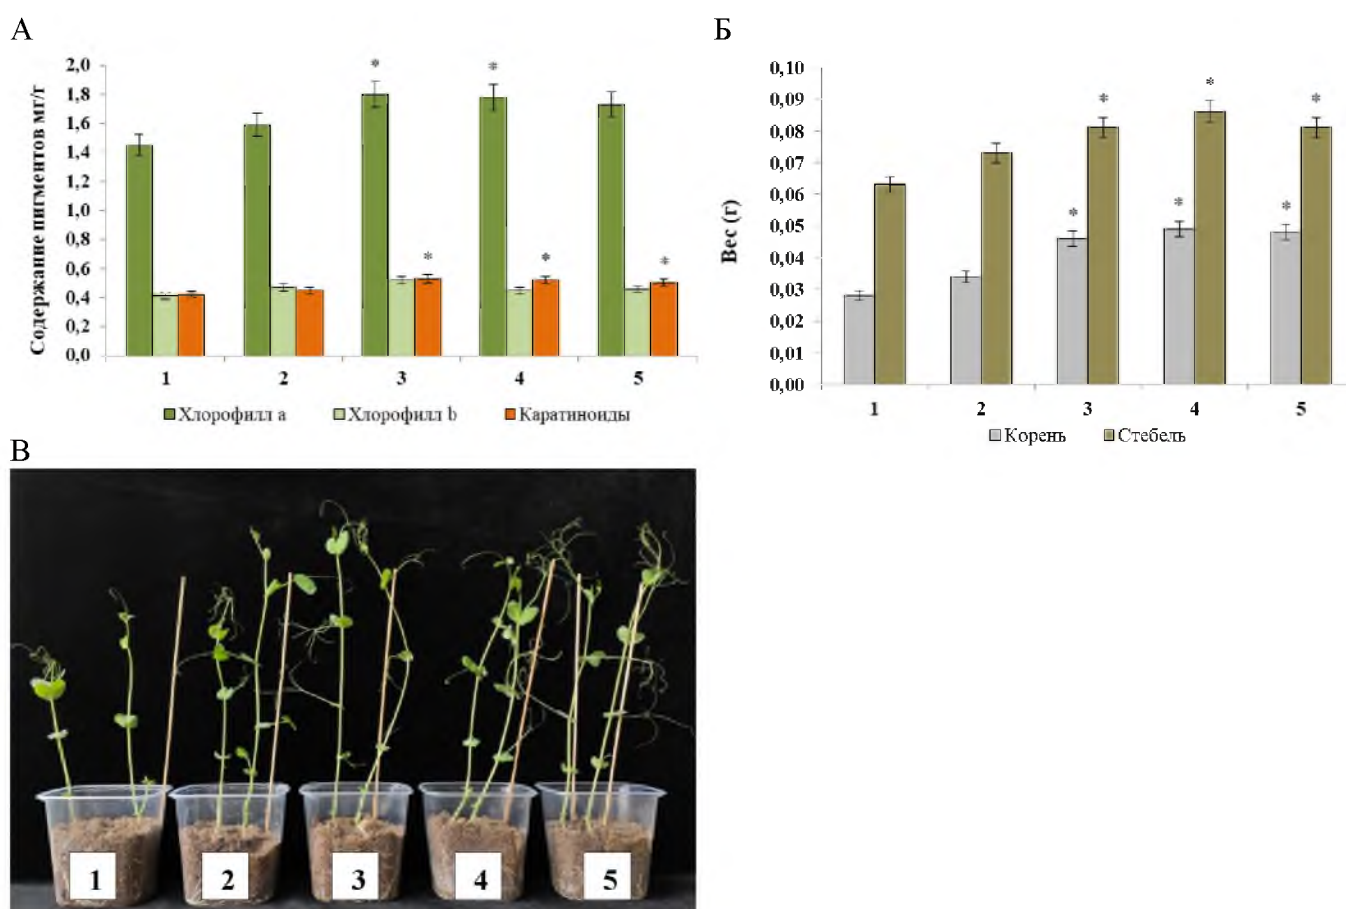 А
Содержание пигментов мг/г
2,0
1,8
1,6
1,4
1,2
1,0
0,8
0,6
0,4
0,2
0,0
* *
* * *
1 2 3 4 5
Хлорофилл a Хлорофилл b Каратиноиды
Б
Вес (г)
0,10
0,09
0,08
0,07
0,06
0,05
0,04
0,03
0,02
0,01
0,00
* * *
* * *
1 2 3 4 5
Корень Стебель
В
1 2 3 4 5